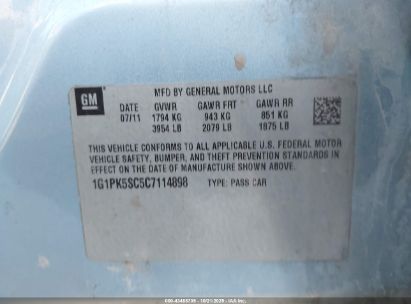 GM
MFD BY GENERAL MOTORS LLC
DATE GVWR GAWR FRT GAWR RR
07/11 1794 KG 943 KG 851 KG
3954 LB 2079 LB 1875 LB
THIS VEHICLE CONFORMS TO ALL APPLICABLE U.S. FEDERAL MOTOR
VEHICLE SAFETY, BUMPER, AND THEFT PREVENTION STANDARDS IN
EFFECT ON THE DATE OF MANUFACTURE SHOWN ABOVE.
1G1PK5SC5C7114898 TYPE: PASS CAR